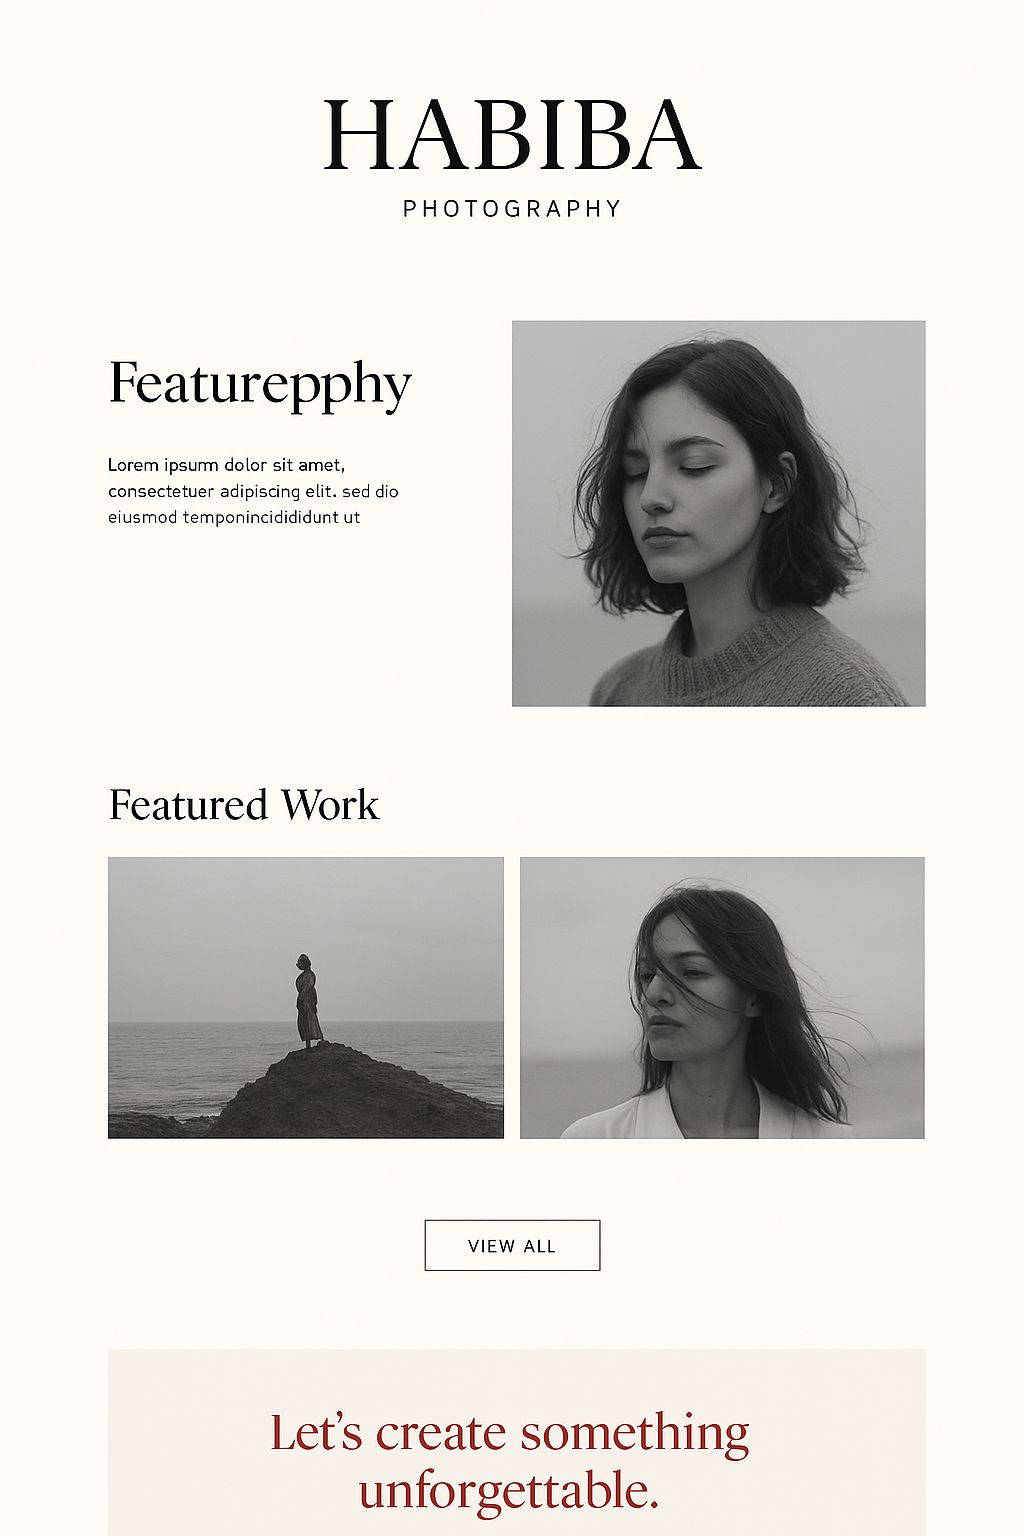 HABIBA
PHOTOGRAPHY
Featurepphy
Lorem ipsum dolor sit amet,
consectetuer adipiscing elit. sed dio
eiusmod temponincidididunt ut
Featured Work
VIEW ALL
Let’s create something
unforgettable.